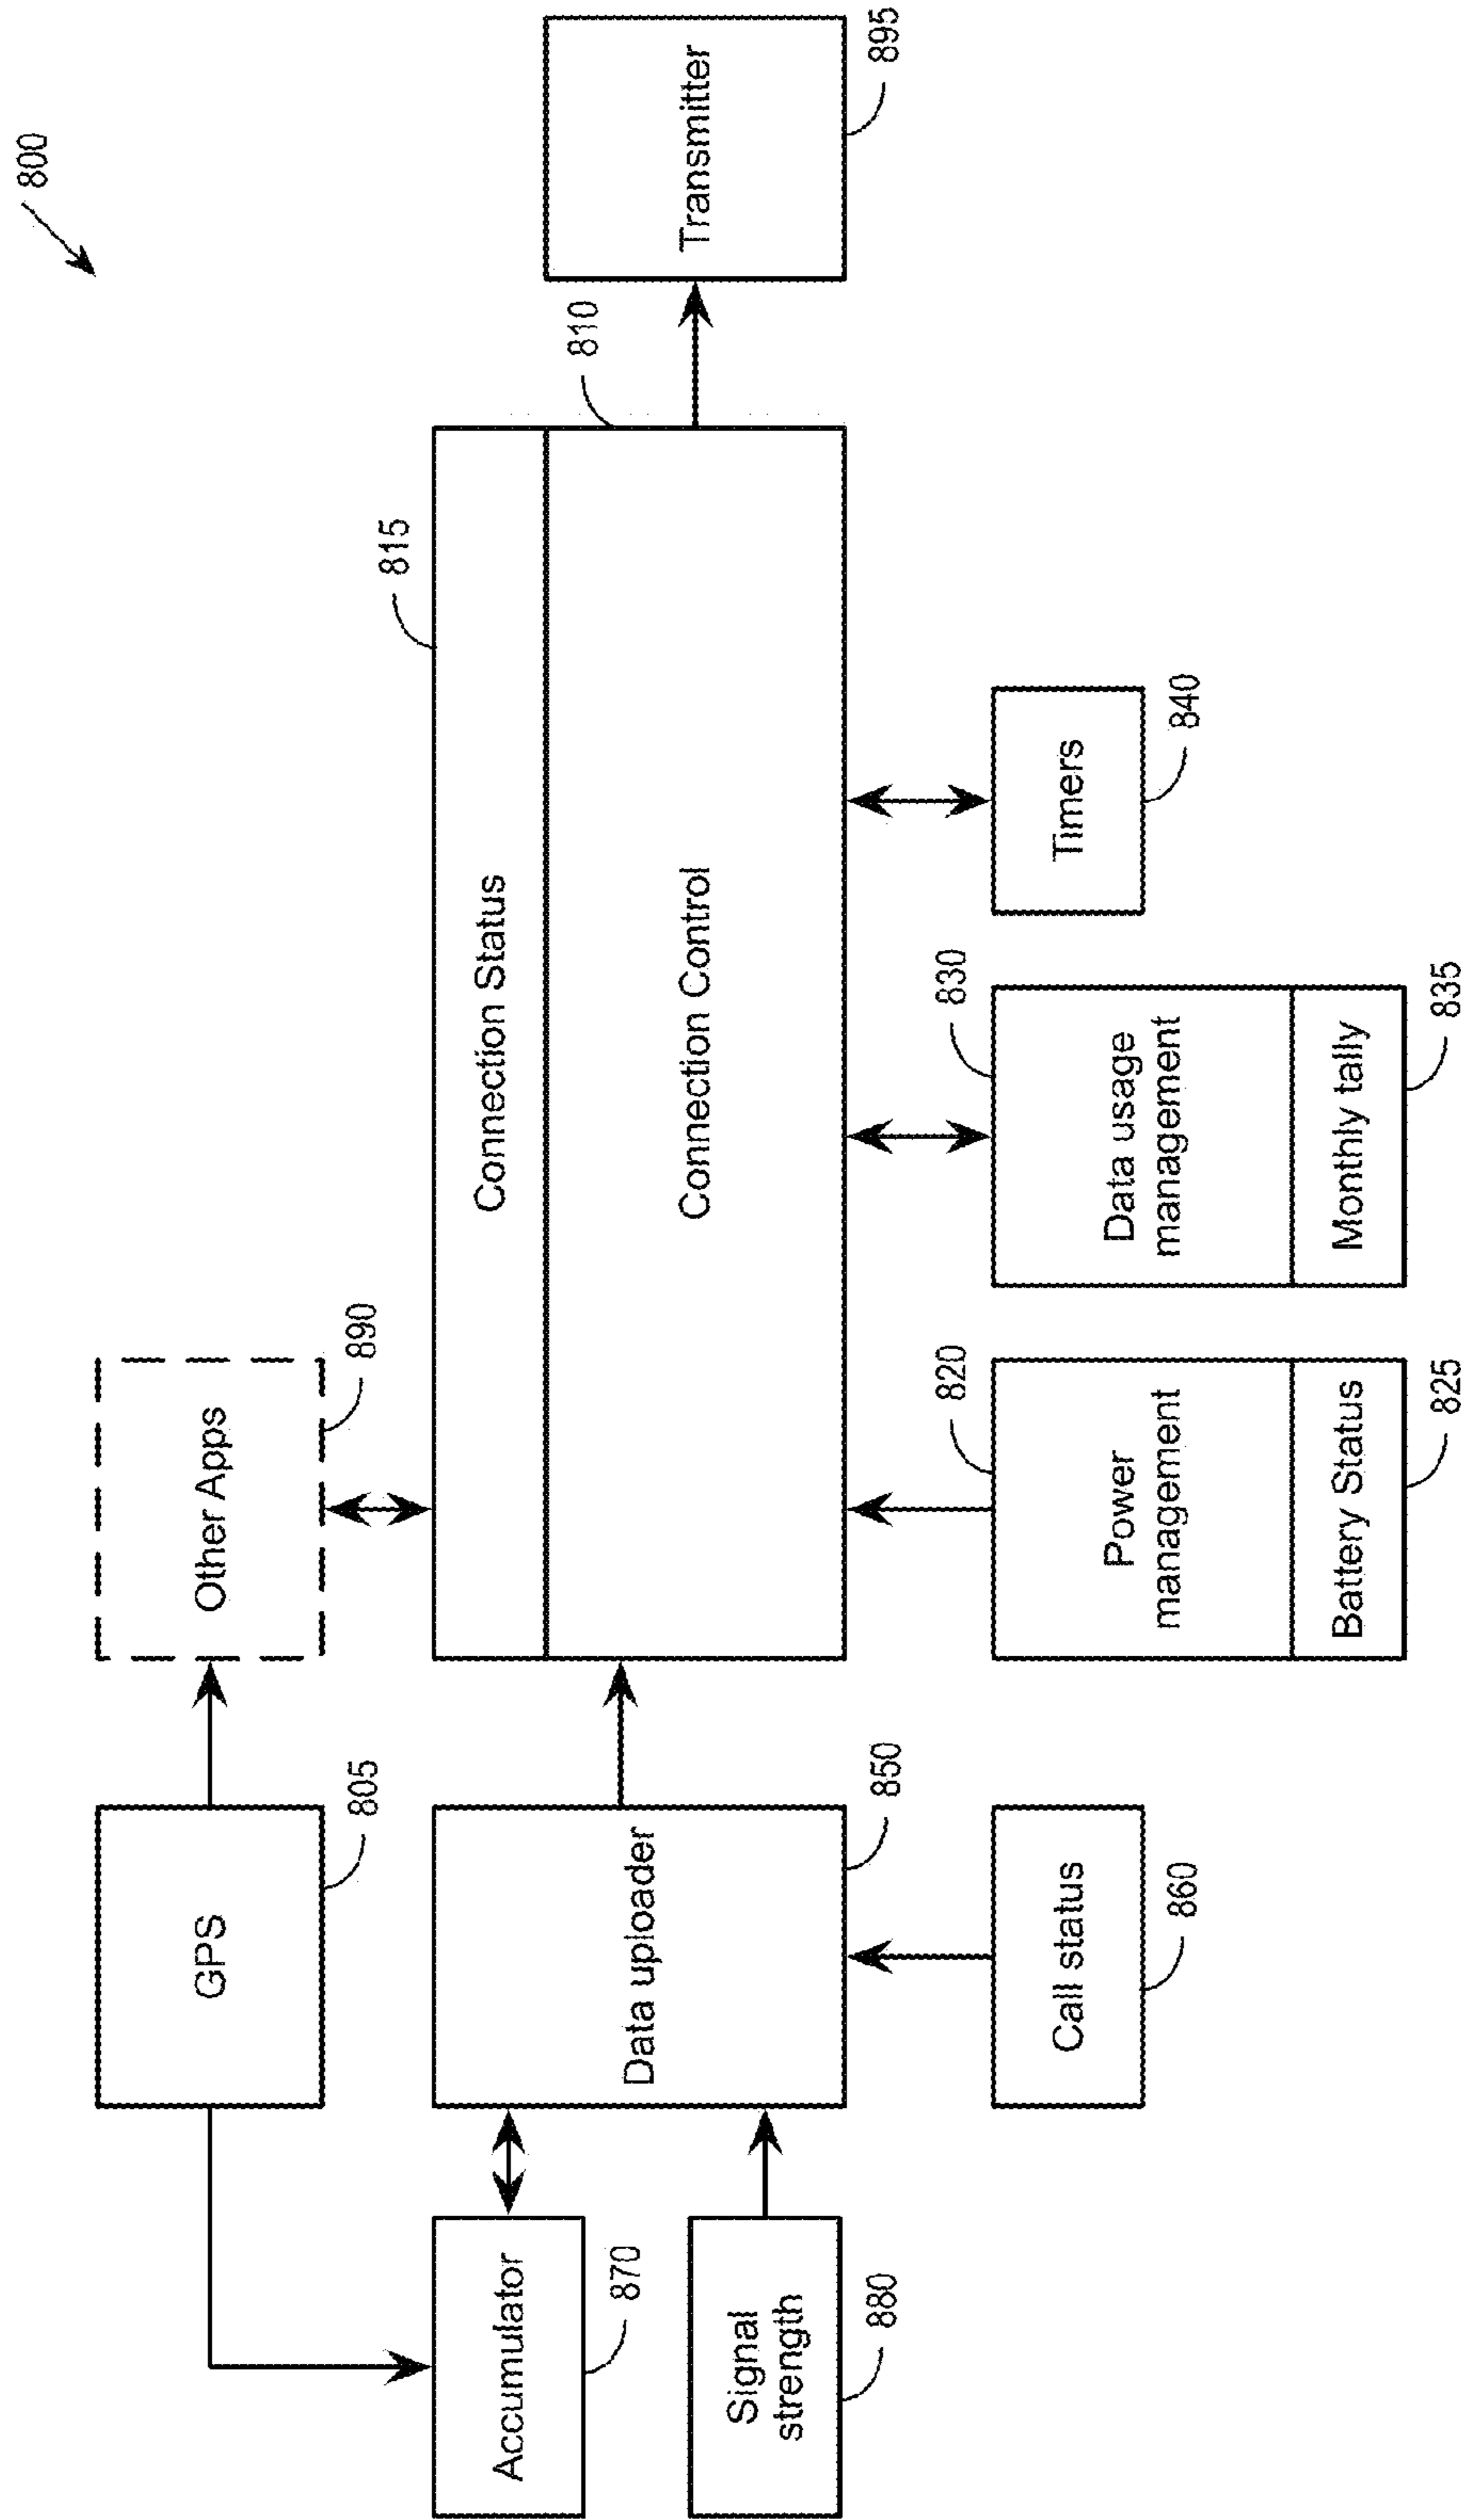 800
GPS
805
Other Apps
890
Accumulator
870
Signal
strength
880
Data uploader
850
Call status
860
Connection Status
815
Connection Control
810
Transmitter
895
Power
management
820
Battery Status
825
Data usage
management
830
Monthly tally
835
Timers
840